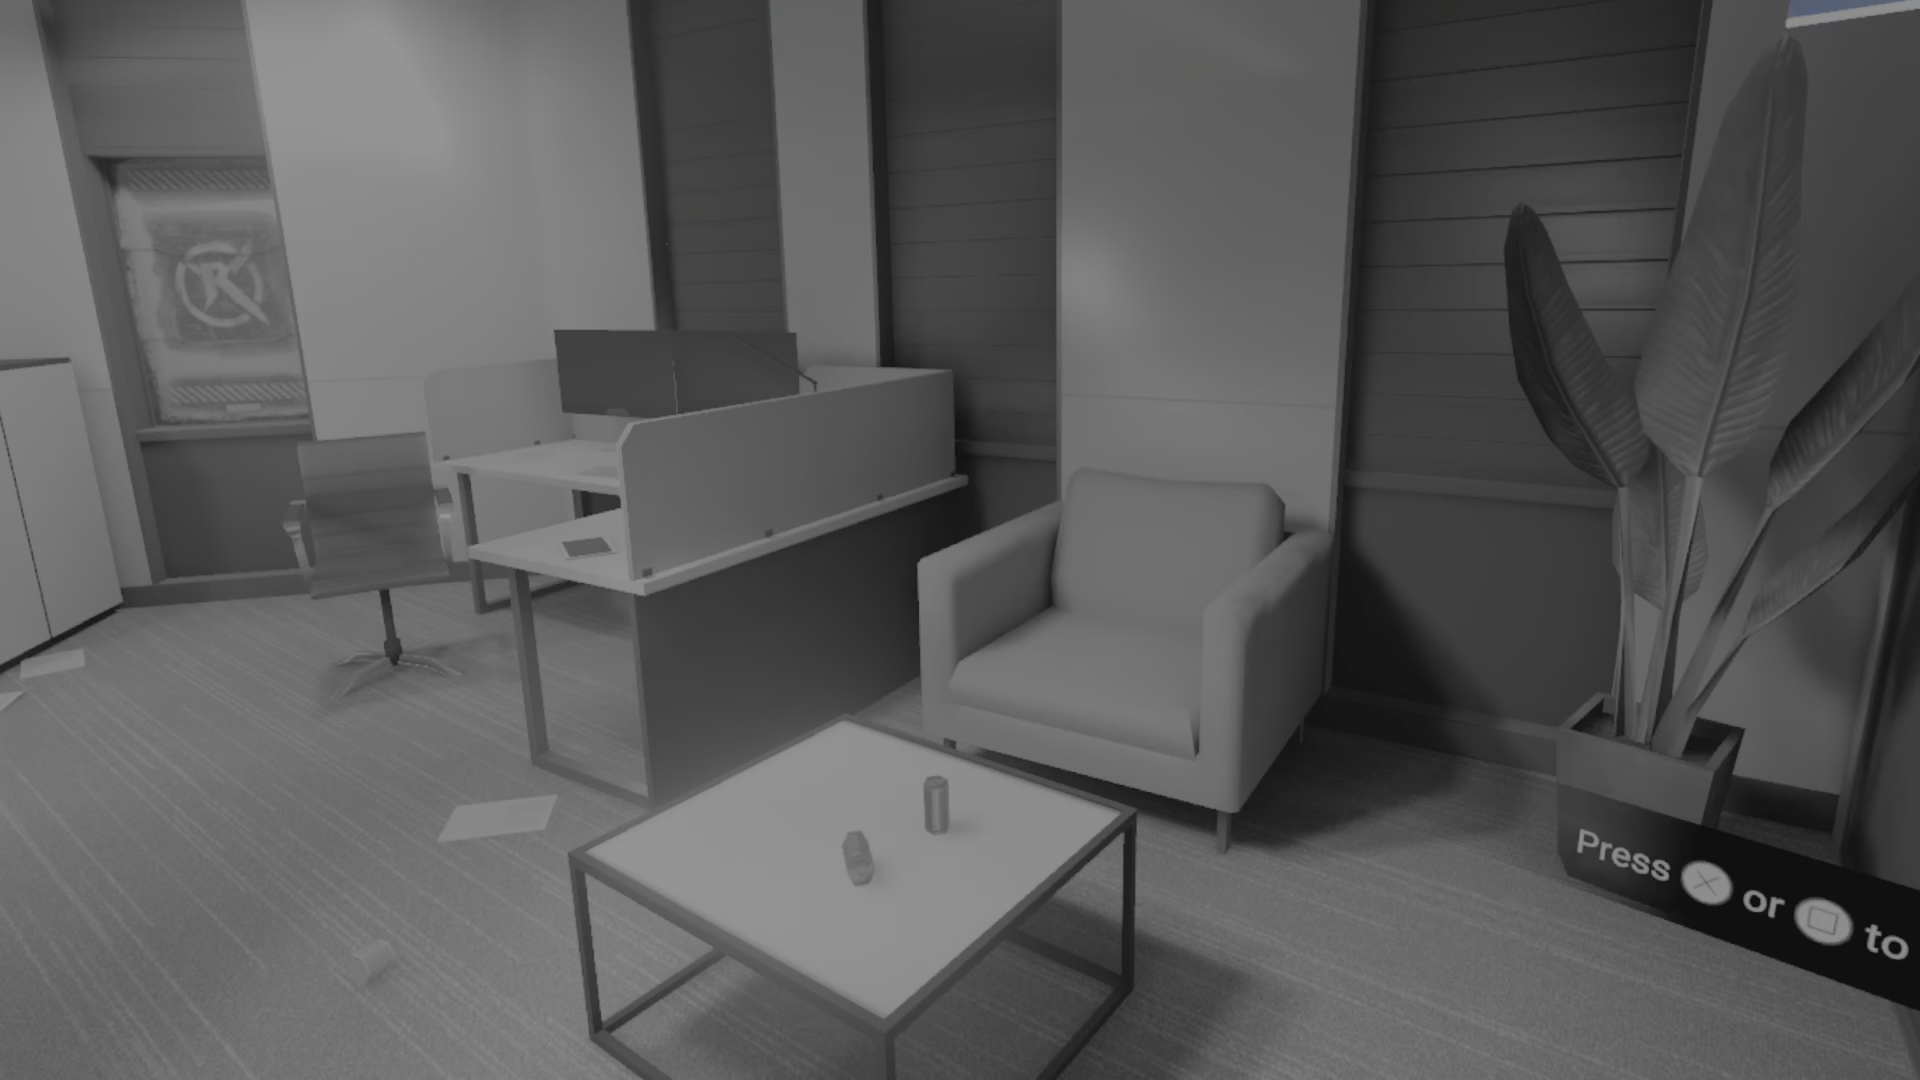 Press ⓧ or ⊡ to